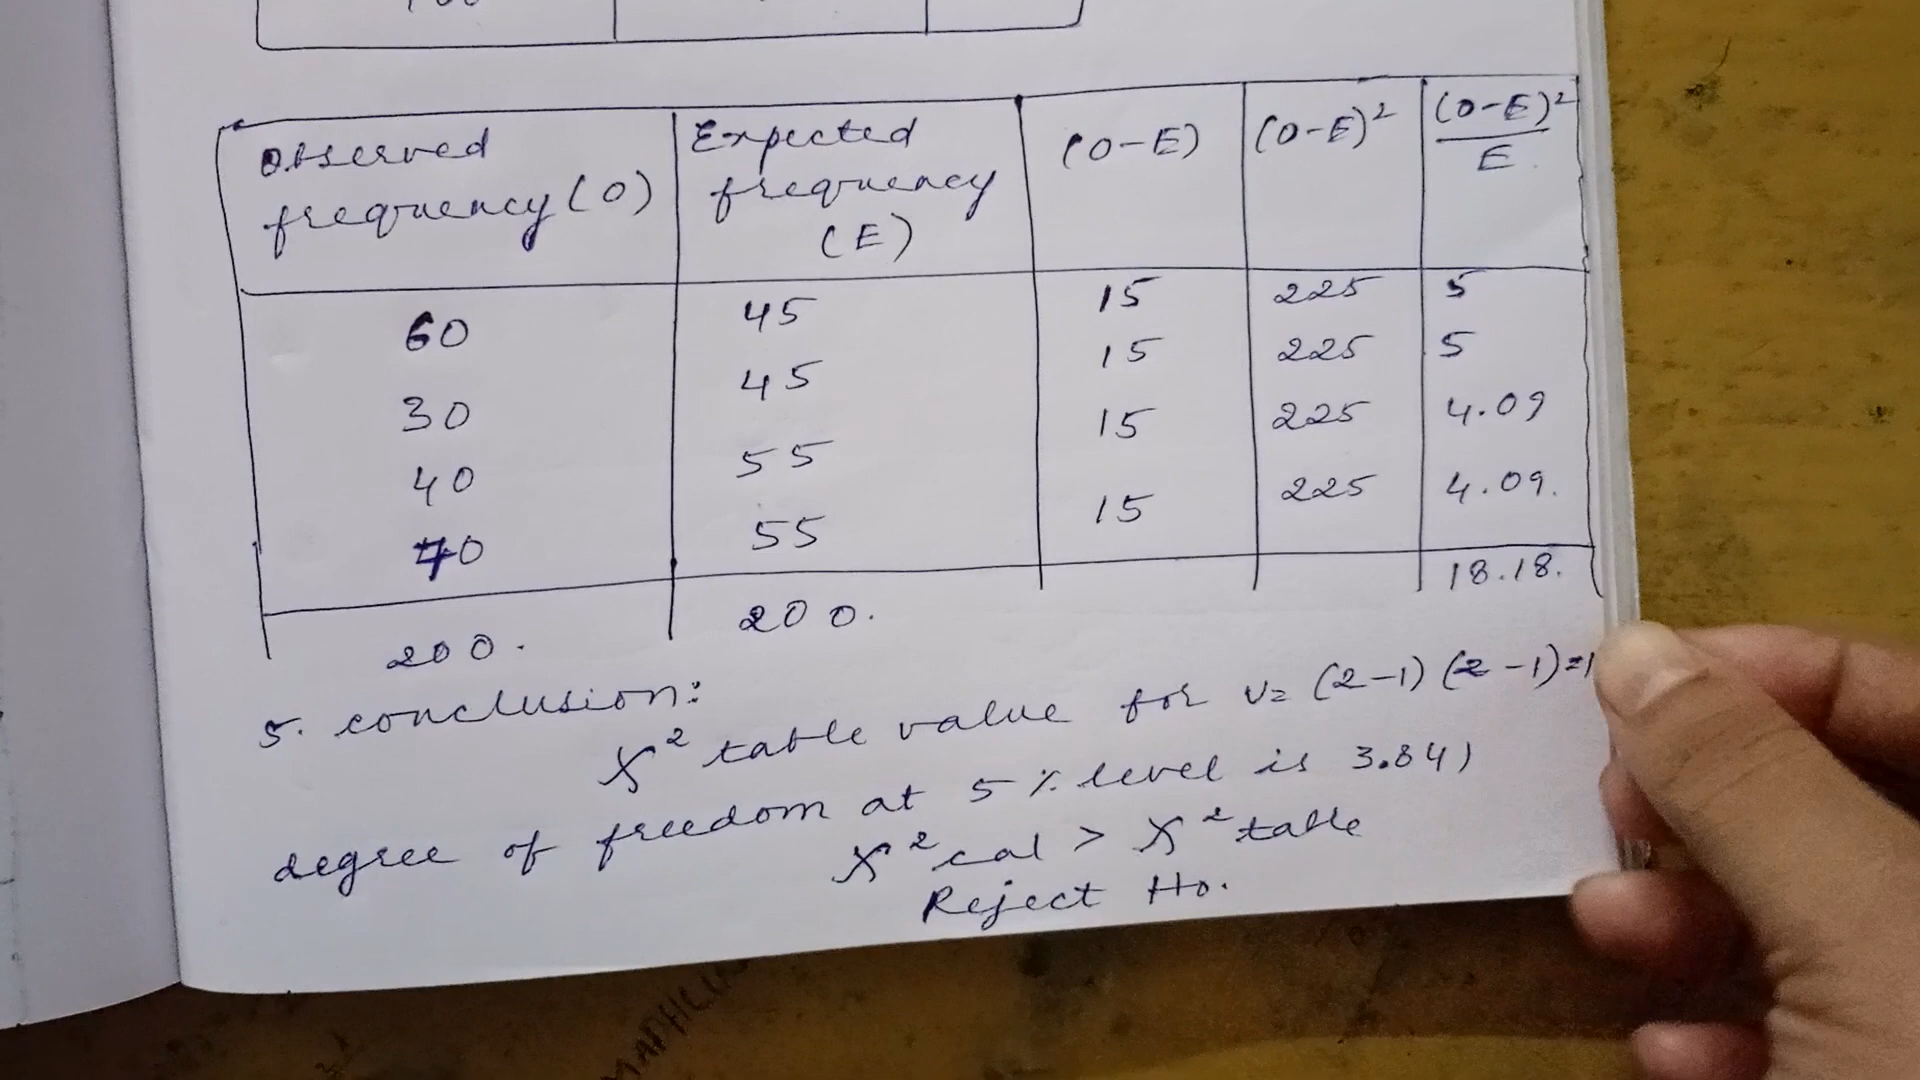 Observed frequency (O) | Expected frequency (E) | (O-E) | (O-E)² | (O-E)²/E
60 | 45 | 15 | 225 | 5
30 | 45 | 15 | 225 | 5
40 | 55 | 15 | 225 | 4.09
70 | 55 | 15 | 225 | 4.09.
200. | 200. | | | 18.18.
5. conclusion:
χ² table value for v= (2-1) (2-1)=1
degree of freedom at 5% level is 3.841
χ² cal > χ² table
Reject Ho.